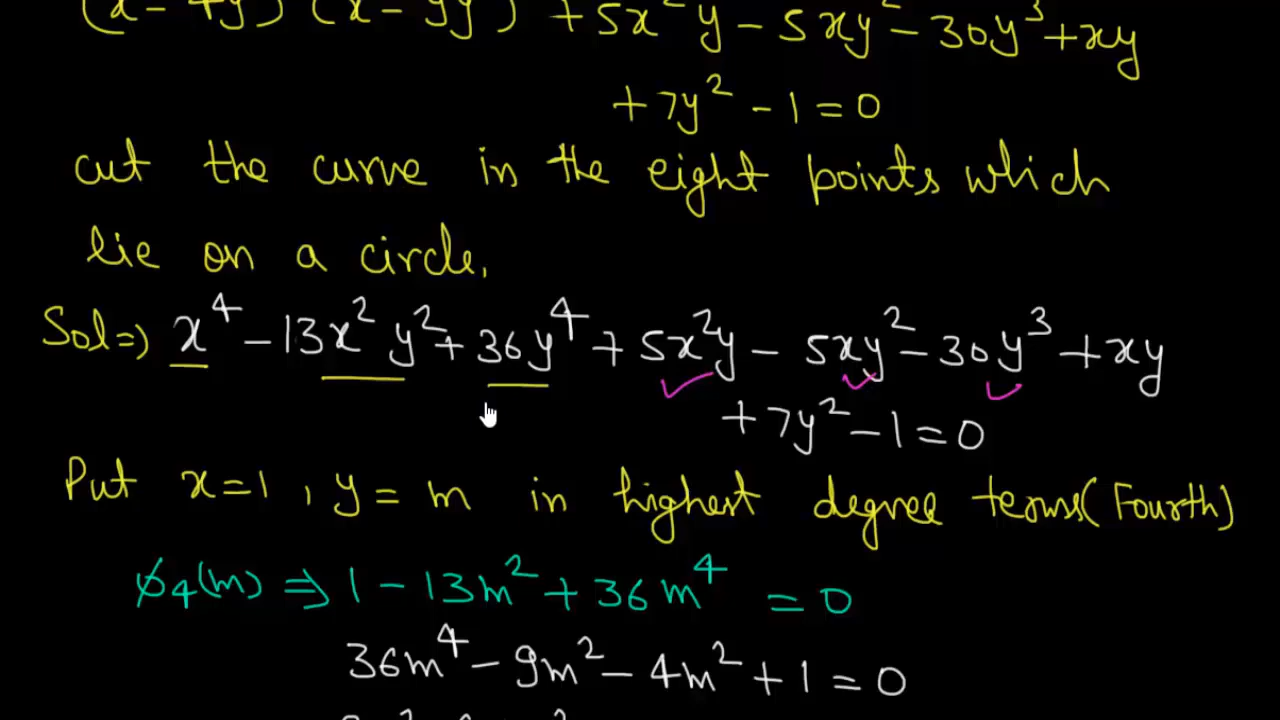 +5x²y - 5xy² - 30y³ + xy
+7y² - 1 = 0
cut the curve in the eight points which
lie on a circle.
Sol⇒ x⁴ - 13x²y² + 36y⁴ + 5x²y - 5xy² - 30y³ + xy
+7y² - 1 = 0
Put x=1, y= m in highest degree terms(Fourth)
ϕ₄(m) ⇒ 1 - 13m² + 36m⁴ = 0
36m⁴ - 9m² - 4m² + 1 = 0